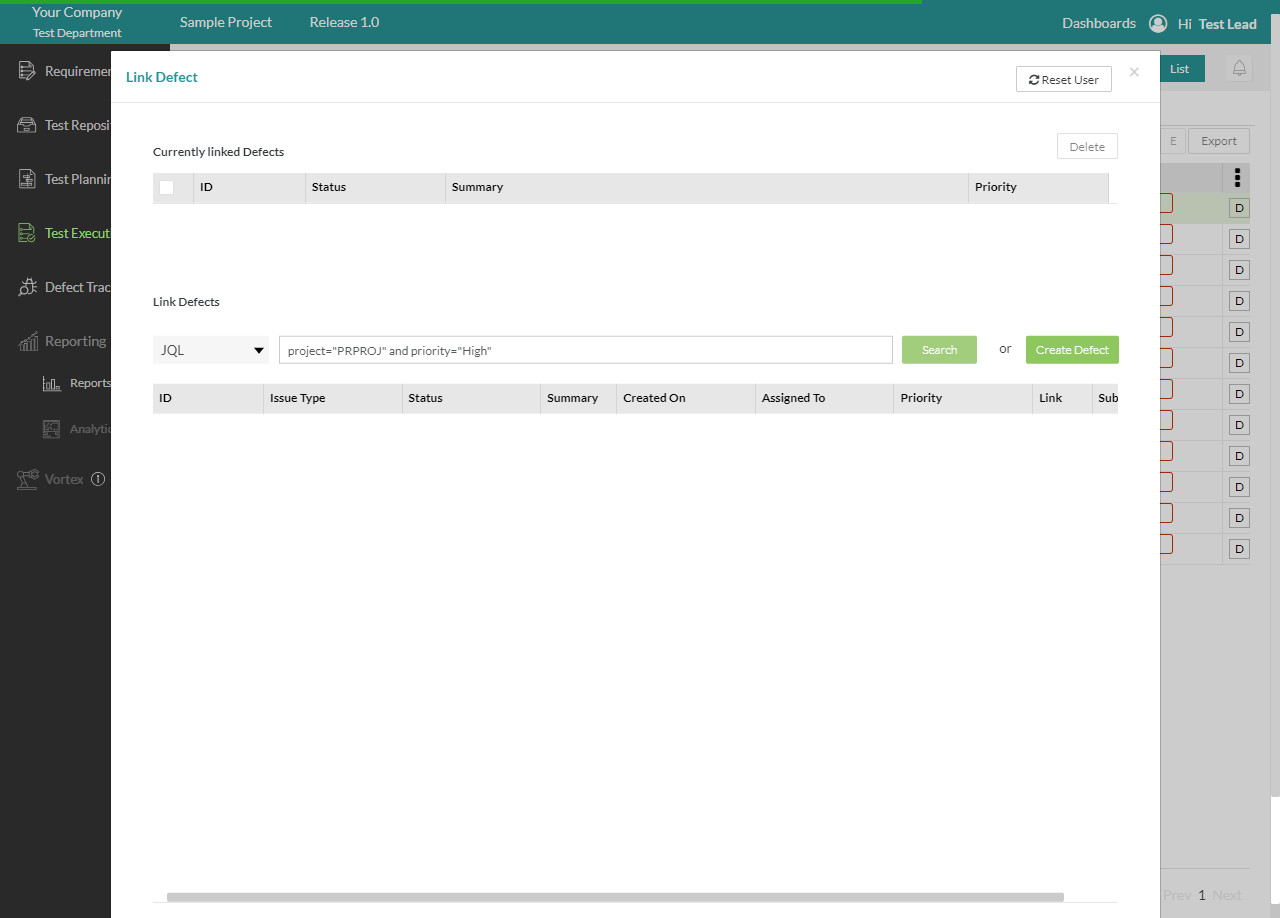 Your Company
Test Department
Sample Project
Release 1.0
Dashboards
Hi Test Lead
Link Defect
Reset User
×
List
Requiremen
Test Reposi
Test Plannin
Test Executi
Defect Trac
Reporting
Reports
Analytic
Vortex
Currently linked Defects
Delete
E
Export
ID
Status
Summary
Priority
Link Defects
JQL
project="PRPROJ" and priority="High"
Search
or
Create Defect
ID
Issue Type
Status
Summary
Created On
Assigned To
Priority
Link
Sub
D
D
D
D
D
D
D
D
D
D
D
D
Prev 1 Next